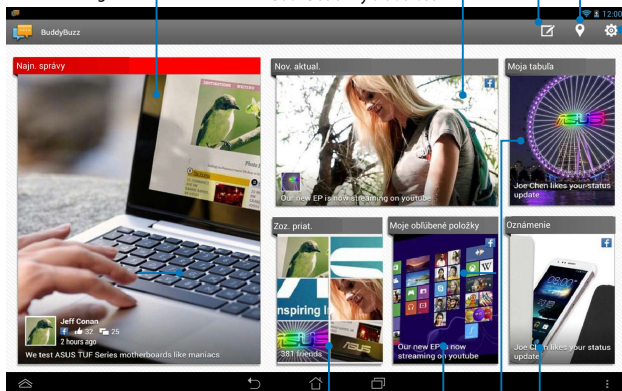 12:00
BuddyBuzz
Najn. správy
Nov. aktual.
Moja tabuľa
Our new EP is now streaming on youtube
Joe Chen likes your status
update
Zoz. priat.
Moje obľúbené položky
Oznámenie
Inspiring I
ASUS
Jeff Conan
32 25
2 hours ago
We test ASUS TUF Series motherboards like maniacs
381 friends
Our new EP is now
streaming on youtube
Joe Chen likes your status
update